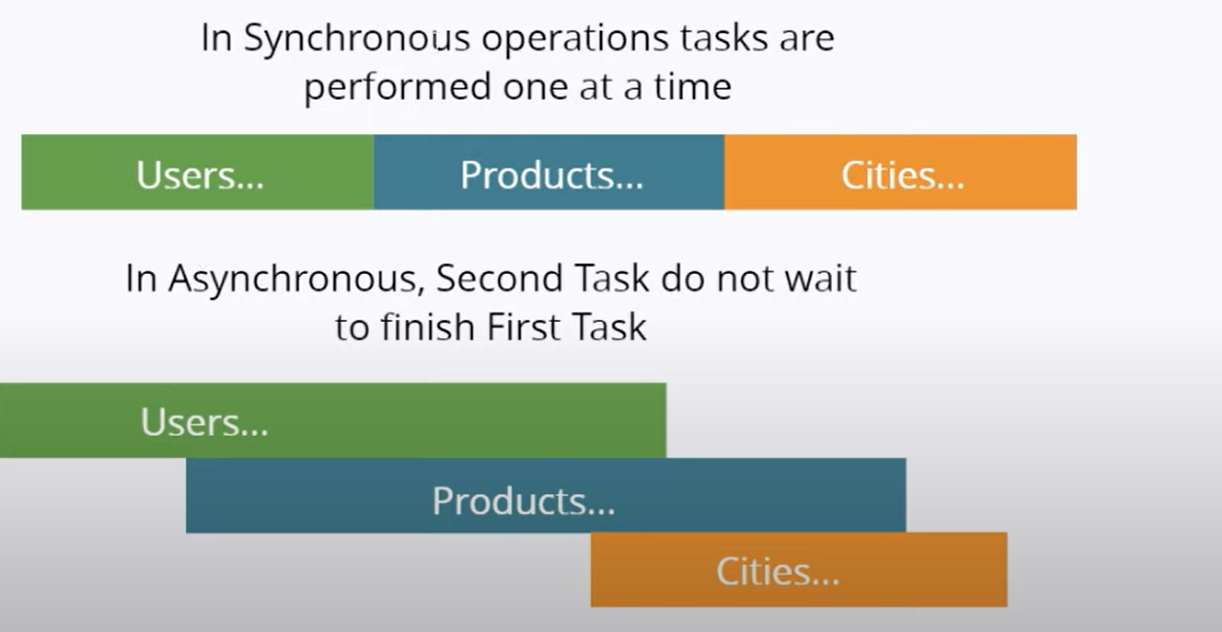 In Synchronous operations tasks are
performed one at a time
Users...
Products...
Cities...
In Asynchronous, Second Task do not wait
to finish First Task
Users...
Products...
Cities...